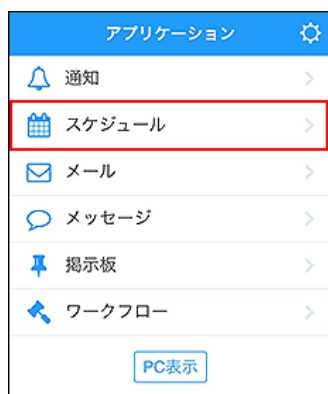 アプリケーション
通知
スケジュール
メール
メッセージ
掲示板
ワークフロー
PC表示